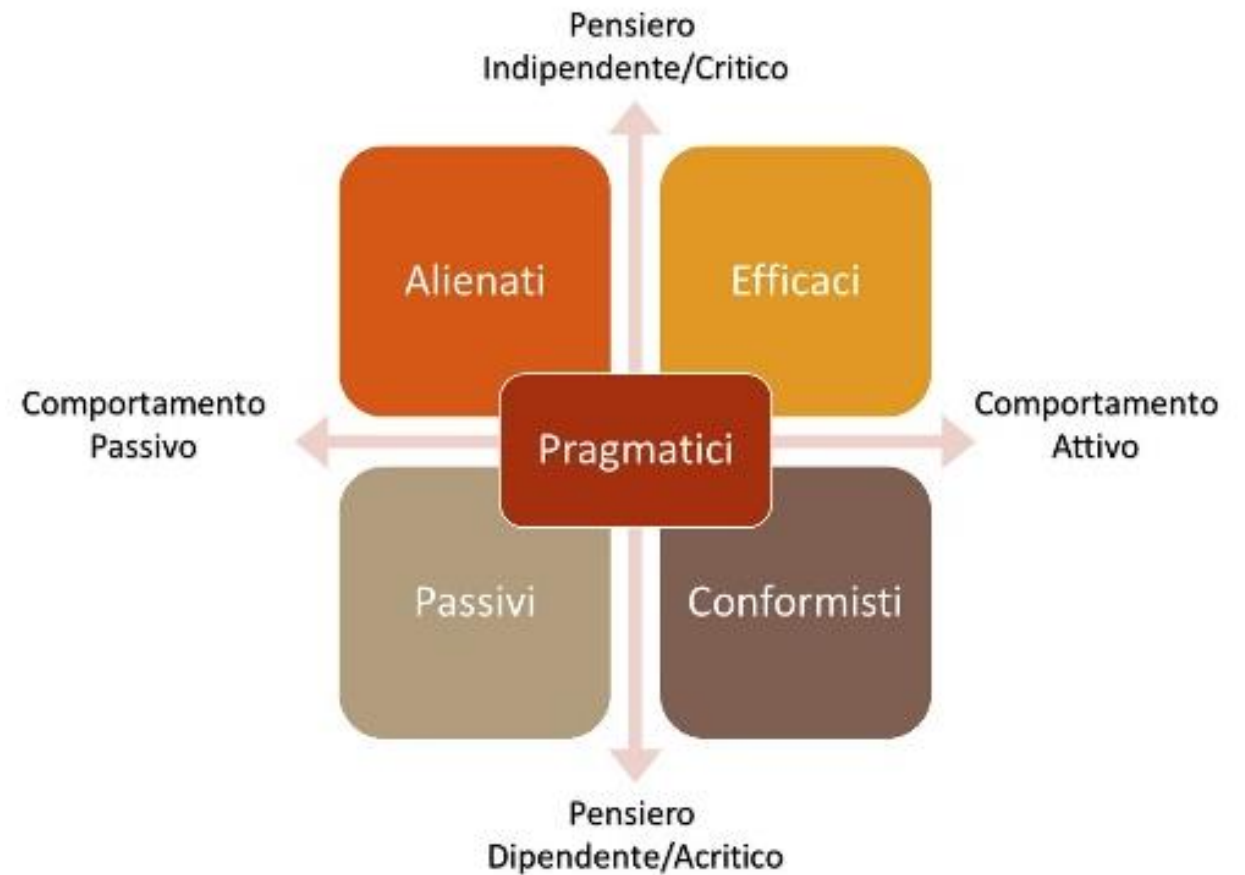 Pensiero
Indipendente/Critico
Alienati
Efficaci
Comportamento
Passivo
Pragmatici
Comportamento
Attivo
Passivi
Conformisti
Pensiero
Dipendente/Acritico